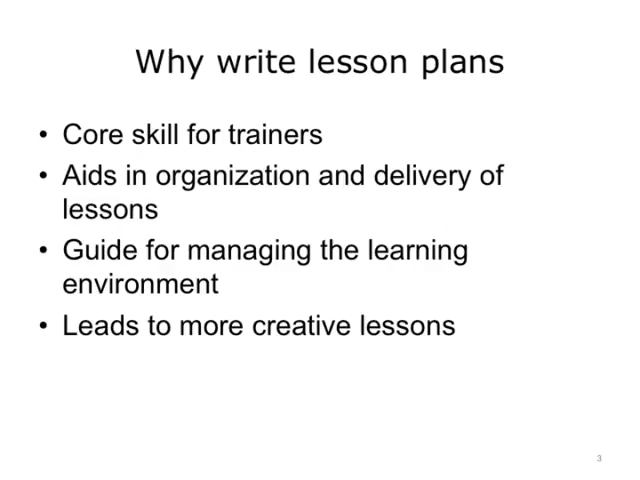 Why write lesson plans
• Core skill for trainers
• Aids in organization and delivery of
lessons
• Guide for managing the learning
environment
• Leads to more creative lessons
3